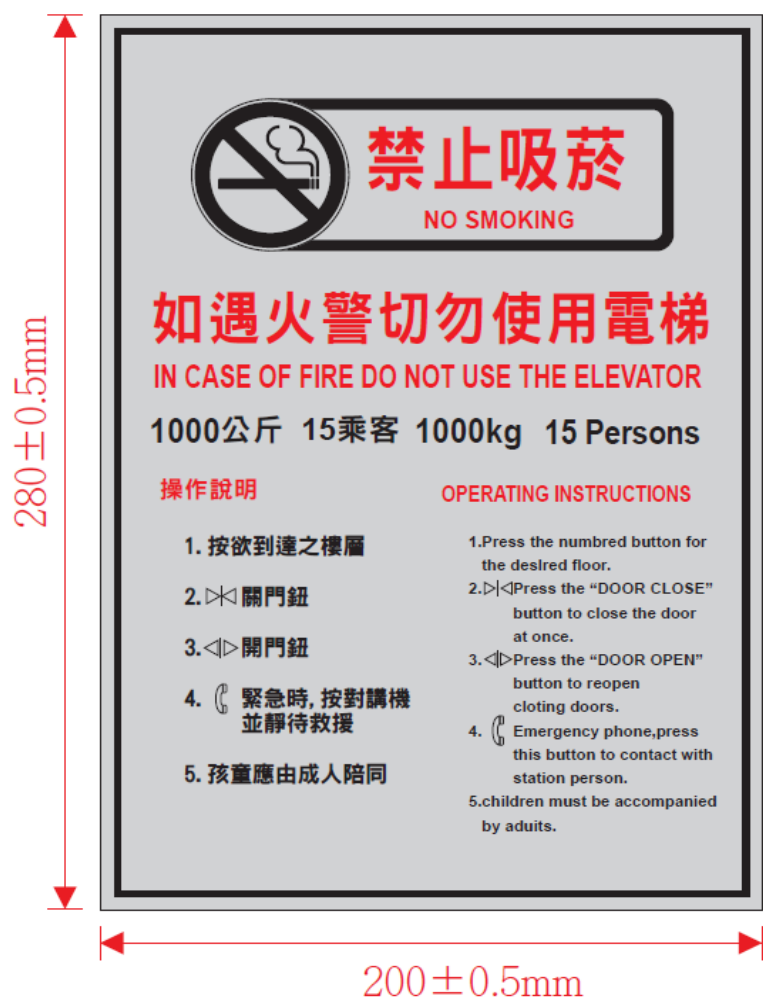 禁止吸菸
NO SMOKING
如遇火警切勿使用電梯
IN CASE OF FIRE DO NOT USE THE ELEVATOR
1000公斤 15乘客 1000kg 15 Persons
操作說明
1. 按欲到達之樓層
2. ▷|◁ 關門鈕
3. ◁|▷ 開門鈕
4. 緊急時, 按對講機
並靜待救援
5. 孩童應由成人陪同
OPERATING INSTRUCTIONS
1.Press the numbred button for
the deslred floor.
2.▷|◁Press the “DOOR CLOSE”
button to close the door
at once.
3.◁|▷Press the “DOOR OPEN”
button to reopen
cloting doors.
4. Emergency phone,press
this button to contact with
station person.
5.children must be accompanied
by aduits.
280±0.5mm
200±0.5mm